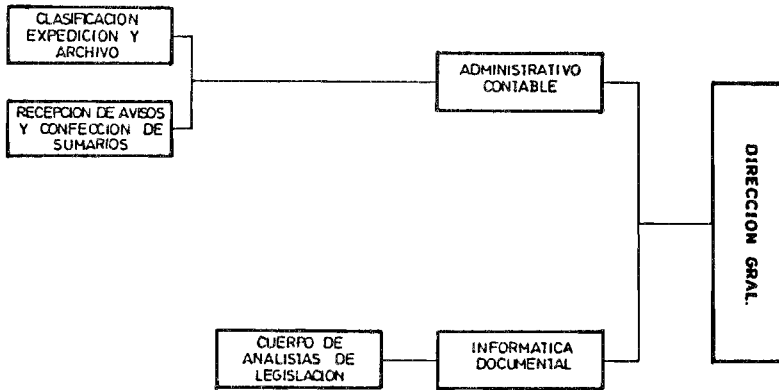 CLASIFICACION
EXPEDICION Y
ARCHIVO
ADMINISTRATIVO
CONTABLE
RECEPCION DE AVISOS
Y CONFECCION DE
SUMARIOS
DIRECCION GRAL.
CUERPO DE
ANALISTAS DE
LEGISLACION
INFORMATICA
DOCUMENTAL